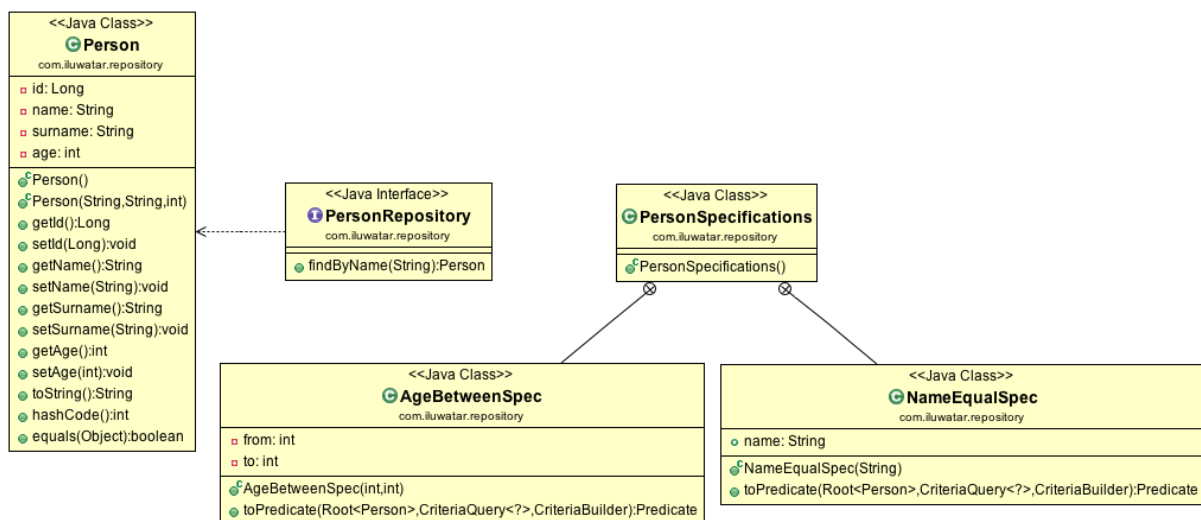 <<Java Class>>
Person
com.iluwatar.repository
id: Long
name: String
surname: String
age: int
Person()
Person(String,String,int)
getId():Long
setId(Long):void
getName():String
setName(String):void
getSurname():String
setSurname(String):void
getAge():int
setAge(int):void
toString():String
hashCode():int
equals(Object):boolean
<<Java Interface>>
PersonRepository
com.iluwatar.repository
findByName(String):Person
<<Java Class>>
PersonSpecifications
com.iluwatar.repository
PersonSpecifications()
<<Java Class>>
AgeBetweenSpec
com.iluwatar.repository
from: int
to: int
AgeBetweenSpec(int,int)
toPredicate(Root<Person>,CriteriaQuery<?>,CriteriaBuilder):Predicate
<<Java Class>>
NameEqualSpec
com.iluwatar.repository
name: String
NameEqualSpec(String)
toPredicate(Root<Person>,CriteriaQuery<?>,CriteriaBuilder):Predicate